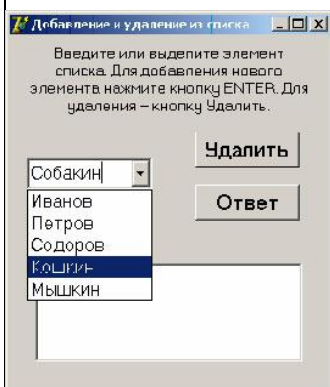 Добавление и удаление из списка
Введите или выделите элемент
списка. Для добавления нового
элемента нажмите кнопку ENTER. Для
удаления – кнопку Удалить.
Удалить
Собакин
Ответ
Иванов
Петров
Содоров
Кошкин
Мышкин